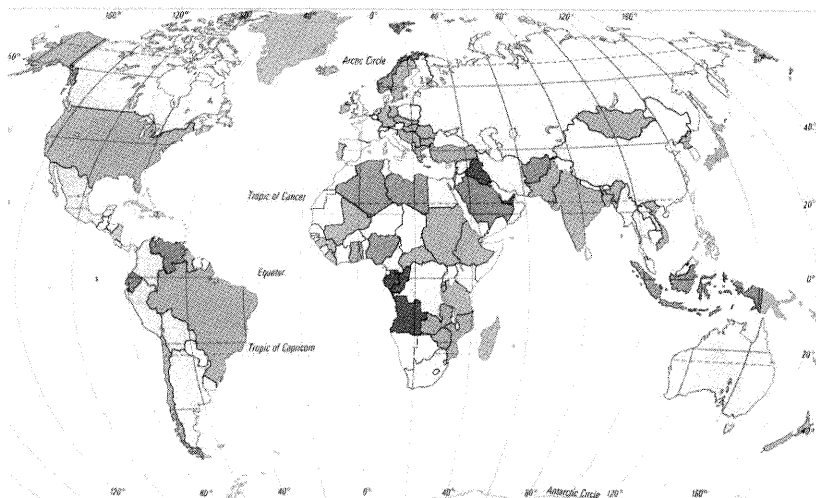 160° 120° 80° 40° 0° 40° 80° 120° 160°
Arctic Circle
40°
Tropic of Cancer
20°
Equator
0°
Tropic of Capricorn
20°
40°
120° 80° 40° 0° 40° 80° Antarctic Circle 120° 160°